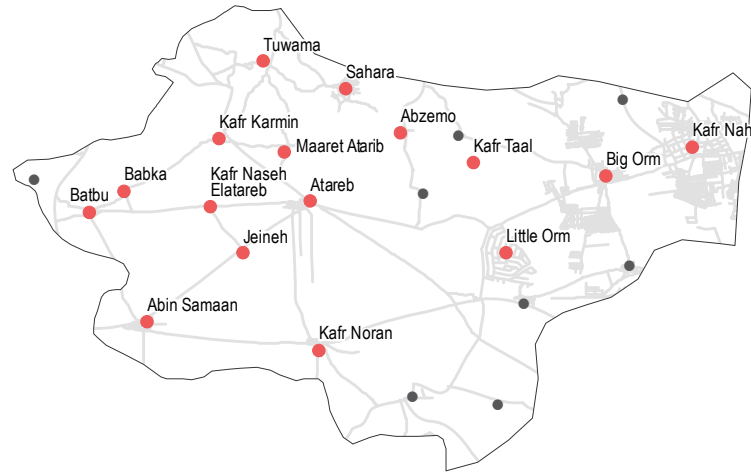 Tuwama
Sahara
Kafr Karmin
Abzemo
Maaret Atarib
Kafr Taal
Kafr Nah
Big Orm
Babka
Kafr Naseh
Elatareb
Atareb
Batbu
Jeineh
Little Orm
Abin Samaan
Kafr Noran